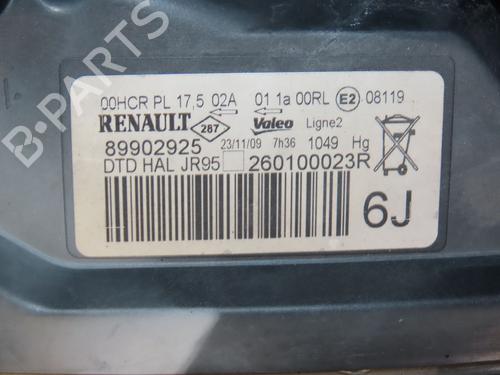 00HCR PL 17,5 02A 01 1a 00RL E2 08119
RENAULT 287 Valeo Ligne2
89902925 23/11/09 7h36 1049 Hg
DTD HAL JR95 260100023R
6J
B-PARTS